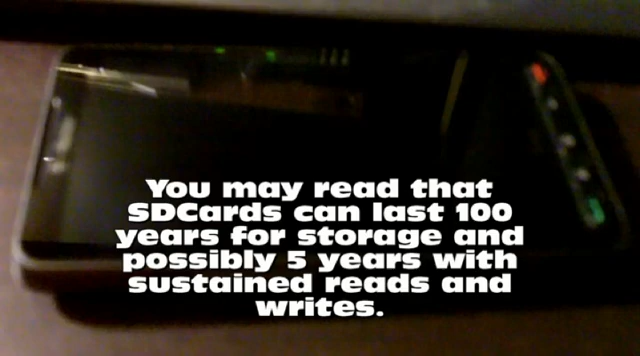 You may read that
SDCards can last 100
years for storage and
possibly 5 years with
sustained reads and
writes.